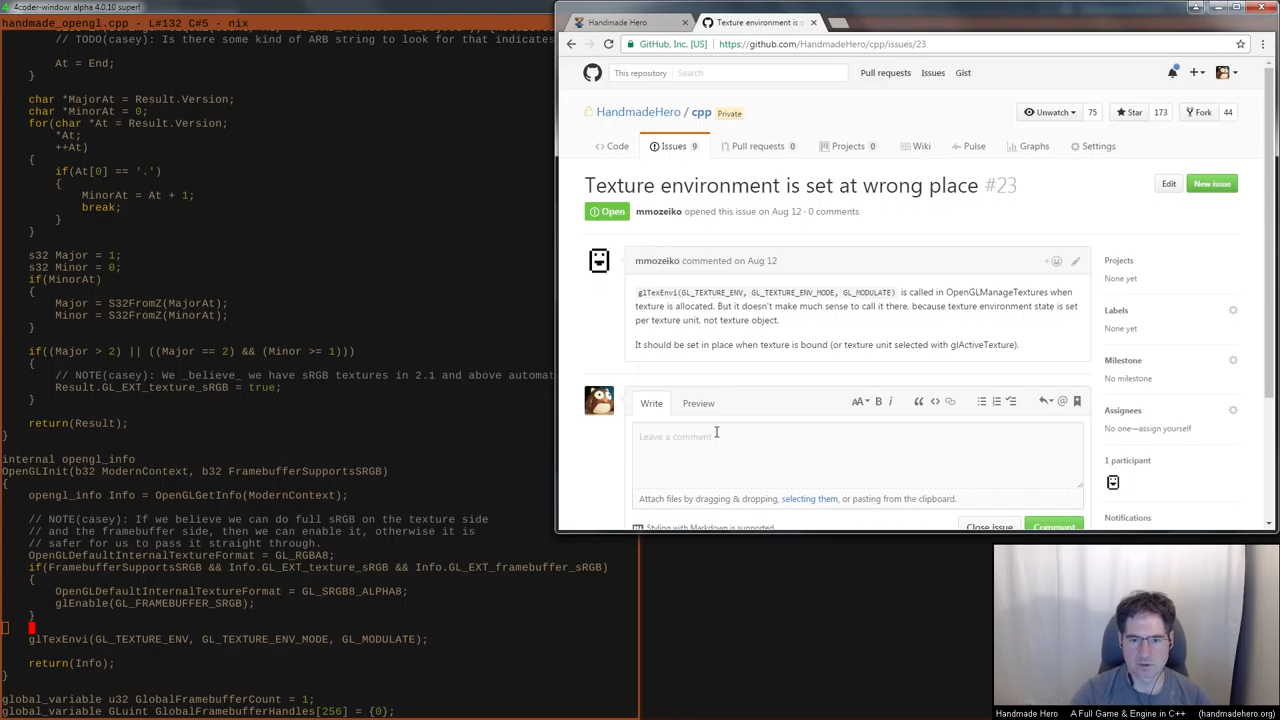 4coder-window: alpha 4.0.10 super!
handmade_opengl.cpp - L#132 C#5 - nix
// TODO(casey): Is there some kind of ARB string to look for that indicates
At = End;
}
char *MajorAt = Result.Version;
char *MinorAt = 0;
for(char *At = Result.Version;
*At;
++At)
{
if(At[0] == '.')
{
MinorAt = At + 1;
break;
}
}
s32 Major = 1;
s32 Minor = 0;
if(MinorAt)
{
Major = S32FromZ(MajorAt);
Minor = S32FromZ(MinorAt);
}
if((Major > 2) || ((Major == 2) && (Minor >= 1)))
{
// NOTE(casey): We _believe_ we have sRGB textures in 2.1 and above automat
Result.GL_EXT_texture_sRGB = true;
}
return(Result);
}
internal opengl_info
OpenGLInit(b32 ModernContext, b32 FramebufferSupportsSRGB)
{
opengl_info Info = OpenGLGetInfo(ModernContext);
// NOTE(casey): If we believe we can do full sRGB on the texture side
// and the framebuffer side, then we can enable it, otherwise it is
// safer for us to pass it straight through.
OpenGLDefaultInternalTextureFormat = GL_RGBA8;
if(FramebufferSupportsSRGB && Info.GL_EXT_texture_sRGB && Info.GL_EXT_framebuffer_sRGB)
{
OpenGLDefaultInternalTextureFormat = GL_SRGB8_ALPHA8;
glEnable(GL_FRAMEBUFFER_SRGB);
}
glTexEnvi(GL_TEXTURE_ENV, GL_TEXTURE_ENV_MODE, GL_MODULATE);
return(Info);
}
global_variable u32 GlobalFramebufferCount = 1;
global_variable GLuint GlobalFramebufferHandles[256] = {0};
Handmade Hero
Texture environment is s
GitHub, Inc. [US] https://github.com/HandmadeHero/cpp/issues/23
This repository Search Pull requests Issues Gist
HandmadeHero / cpp Private
Unwatch 75 Star 173 Fork 44
Code Issues 9 Pull requests 0 Projects 0 Wiki Pulse Graphs Settings
Texture environment is set at wrong place #23
Edit New issue
Open mmozeiko opened this issue on Aug 12 · 0 comments
mmozeiko commented on Aug 12
glTexEnvi(GL_TEXTURE_ENV, GL_TEXTURE_ENV_MODE, GL_MODULATE) is called in OpenGLManageTextures when
texture is allocated. But it doesn't make much sense to call it there, because texture environment state is set
per texture unit, not texture object.
It should be set in place when texture is bound (or texture unit selected with glActiveTexture).
Write Preview
Leave a comment
Attach files by dragging & dropping, selecting them, or pasting from the clipboard.
Styling with Markdown is supported
Close issue Comment
Projects
None yet
Labels
None yet
Milestone
No milestone
Assignees
No one—assign yourself
1 participant
Notifications
Handmade Hero A Full Game & Engine in C++ (handmadehero.org)